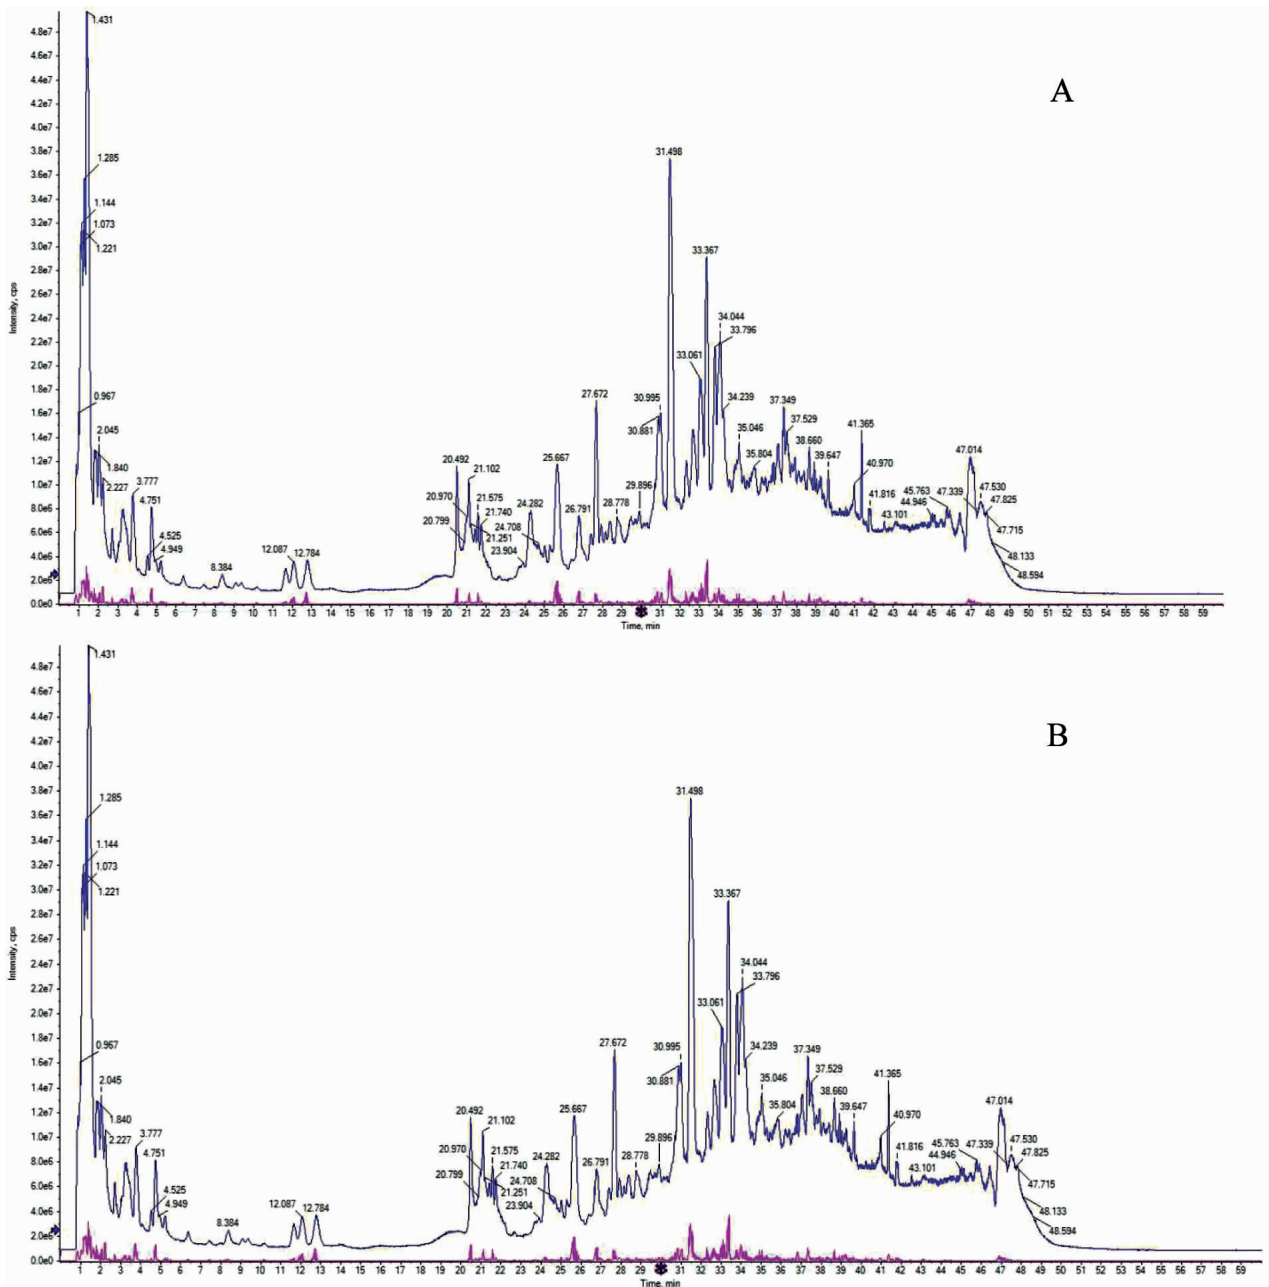 A
4.8e7
4.6e7
4.4e7
4.2e7
4.0e7
3.8e7
3.6e7
3.4e7
3.2e7
3.0e7
2.8e7
2.6e7
2.4e7
2.2e7
2.0e7
1.8e7
1.6e7
1.4e7
1.2e7
1.0e7
8.0e6
6.0e6
4.0e6
2.0e6
0.0e0
Intensity, cps
1.431
1.285
1.144
1.073
1.221
0.967
2.045
1.840
2.227
3.777
4.751
4.525
4.949
8.384
12.087
12.784
20.492
21.102
20.970
21.575
20.799
21.740
21.251
24.282
24.708
23.904
25.667
26.791
27.672
28.778
29.896
30.995
30.881
31.498
33.061
33.367
34.044
33.796
34.239
35.046
35.804
37.349
37.529
38.660
39.647
41.365
40.970
41.816
43.101
45.763
44.946
47.014
47.339
47.530
47.825
47.715
48.133
48.594
1 2 3 4 5 6 7 8 9 10 11 12 13 14 15 16 17 18 19 20 21 22 23 24 25 26 27 28 29 31 32 33 34 35 36 37 38 39 40 41 42 43 44 45 46 47 48 49 50 51 52 53 54 55 56 57 58 59
Time, min
B
4.8e7
4.6e7
4.4e7
4.2e7
4.0e7
3.8e7
3.6e7
3.4e7
3.2e7
3.0e7
2.8e7
2.6e7
2.4e7
2.2e7
2.0e7
1.8e7
1.6e7
1.4e7
1.2e7
1.0e7
8.0e6
6.0e6
4.0e6
2.0e6
0.0e0
Intensity, cps
1.431
1.285
1.144
1.073
1.221
0.967
2.045
1.840
2.227
3.777
4.751
4.525
4.949
8.384
12.087
12.784
20.492
21.102
20.970
21.575
20.799
21.740
21.251
24.282
24.708
23.904
25.667
26.791
27.672
28.778
29.896
30.995
30.881
31.498
33.061
33.367
34.044
33.796
34.239
35.046
35.804
37.349
37.529
38.660
39.647
41.365
40.970
41.816
43.101
45.763
44.946
47.014
47.339
47.530
47.825
47.715
48.133
48.594
1 2 3 4 5 6 7 8 9 10 11 12 13 14 15 16 17 18 19 20 21 22 23 24 25 26 27 28 29 30 31 32 33 34 35 36 37 38 39 40 41 42 43 44 45 46 47 48 49 50 51 52 53 54 55 56 57 58 59
Time, min